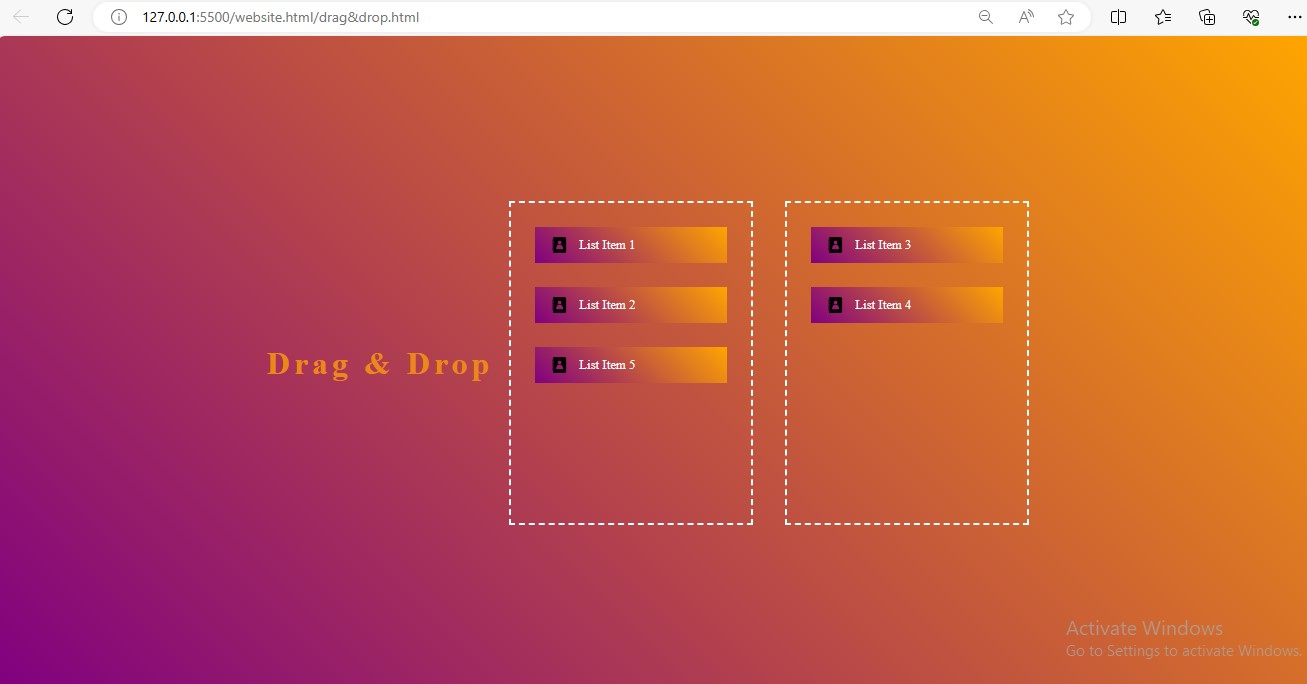 127.0.0.1:5500/website.html/drag&drop.html
List Item 1
List Item 2
List Item 5
List Item 3
List Item 4
Drag & Drop
Activate Windows
Go to Settings to activate Windows.